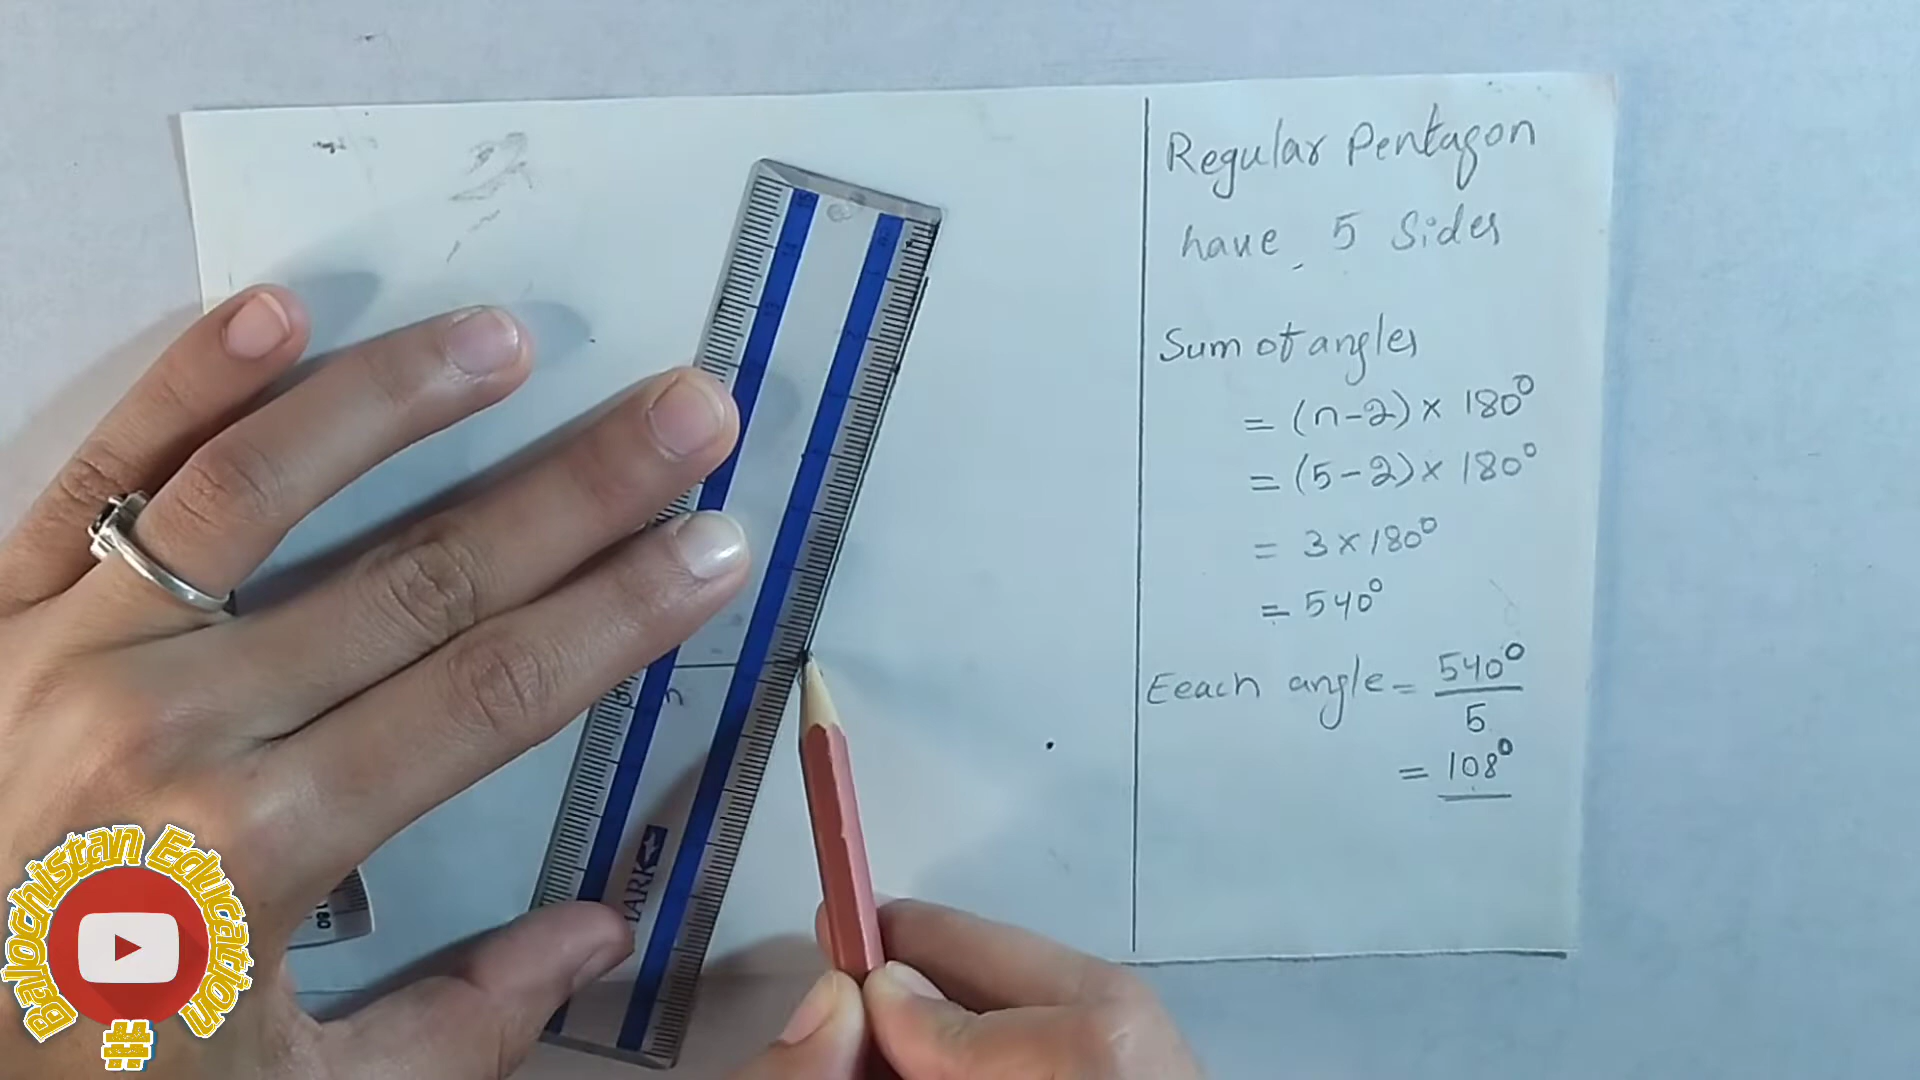 Regular Pentagon
have 5 Sides
Sum of angles
= (n-2) × 180°
= (5-2) × 180°
= 3 × 180°
= 540°
Eeach angle = 540°
5
= 108°
Balochistan Education
#
180